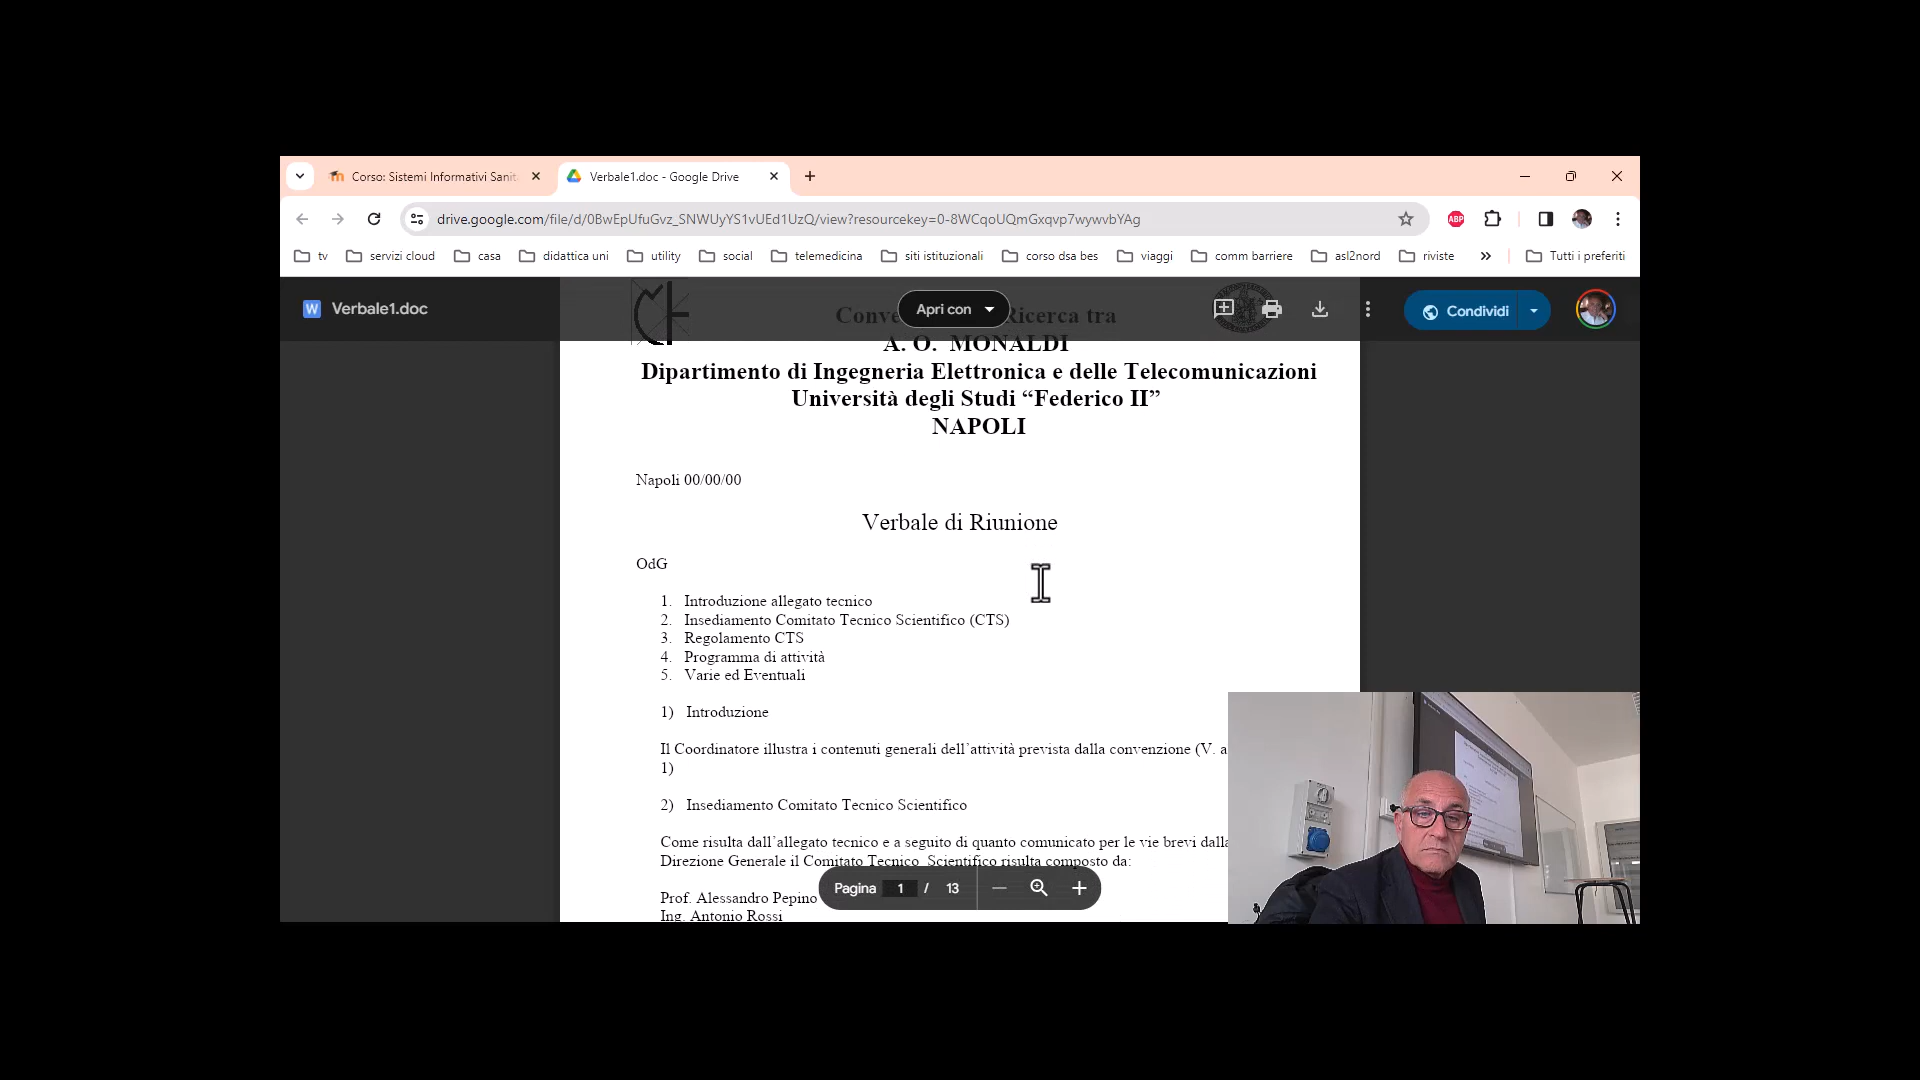 Corso: Sistemi Informativi Sanit
Verbale1.doc - Google Drive
drive.google.com/file/d/0BwEpUfuGvz_SNWUyYS1vUEd1UzQ/view?resourcekey=0-8WCqoUQmGxqvp7wywvbYAg
ABP
tv servizi cloud casa didattica uni utility social telemedicina siti istituzionali corso dsa bes viaggi comm barriere asl2nord riviste » Tutti i preferiti
W Verbale1.doc
Apri con
Condividi
Conve Ricerca tra
A. O. MONALDI
Dipartimento di Ingegneria Elettronica e delle Telecomunicazioni
Università degli Studi “Federico II”
NAPOLI
Napoli 00/00/00
Verbale di Riunione
OdG
1. Introduzione allegato tecnico
2. Insediamento Comitato Tecnico Scientifico (CTS)
3. Regolamento CTS
4. Programma di attività
5. Varie ed Eventuali
1) Introduzione
Il Coordinatore illustra i contenuti generali dell’attività prevista dalla convenzione (V. a
1)
2) Insediamento Comitato Tecnico Scientifico
Come risulta dall’allegato tecnico e a seguito di quanto comunicato per le vie brevi dalla
Direzione Generale il Comitato Tecnico Scientifico risulta composto da:
Prof. Alessandro Pepino
Ing. Antonio Rossi
Pagina 1 / 13